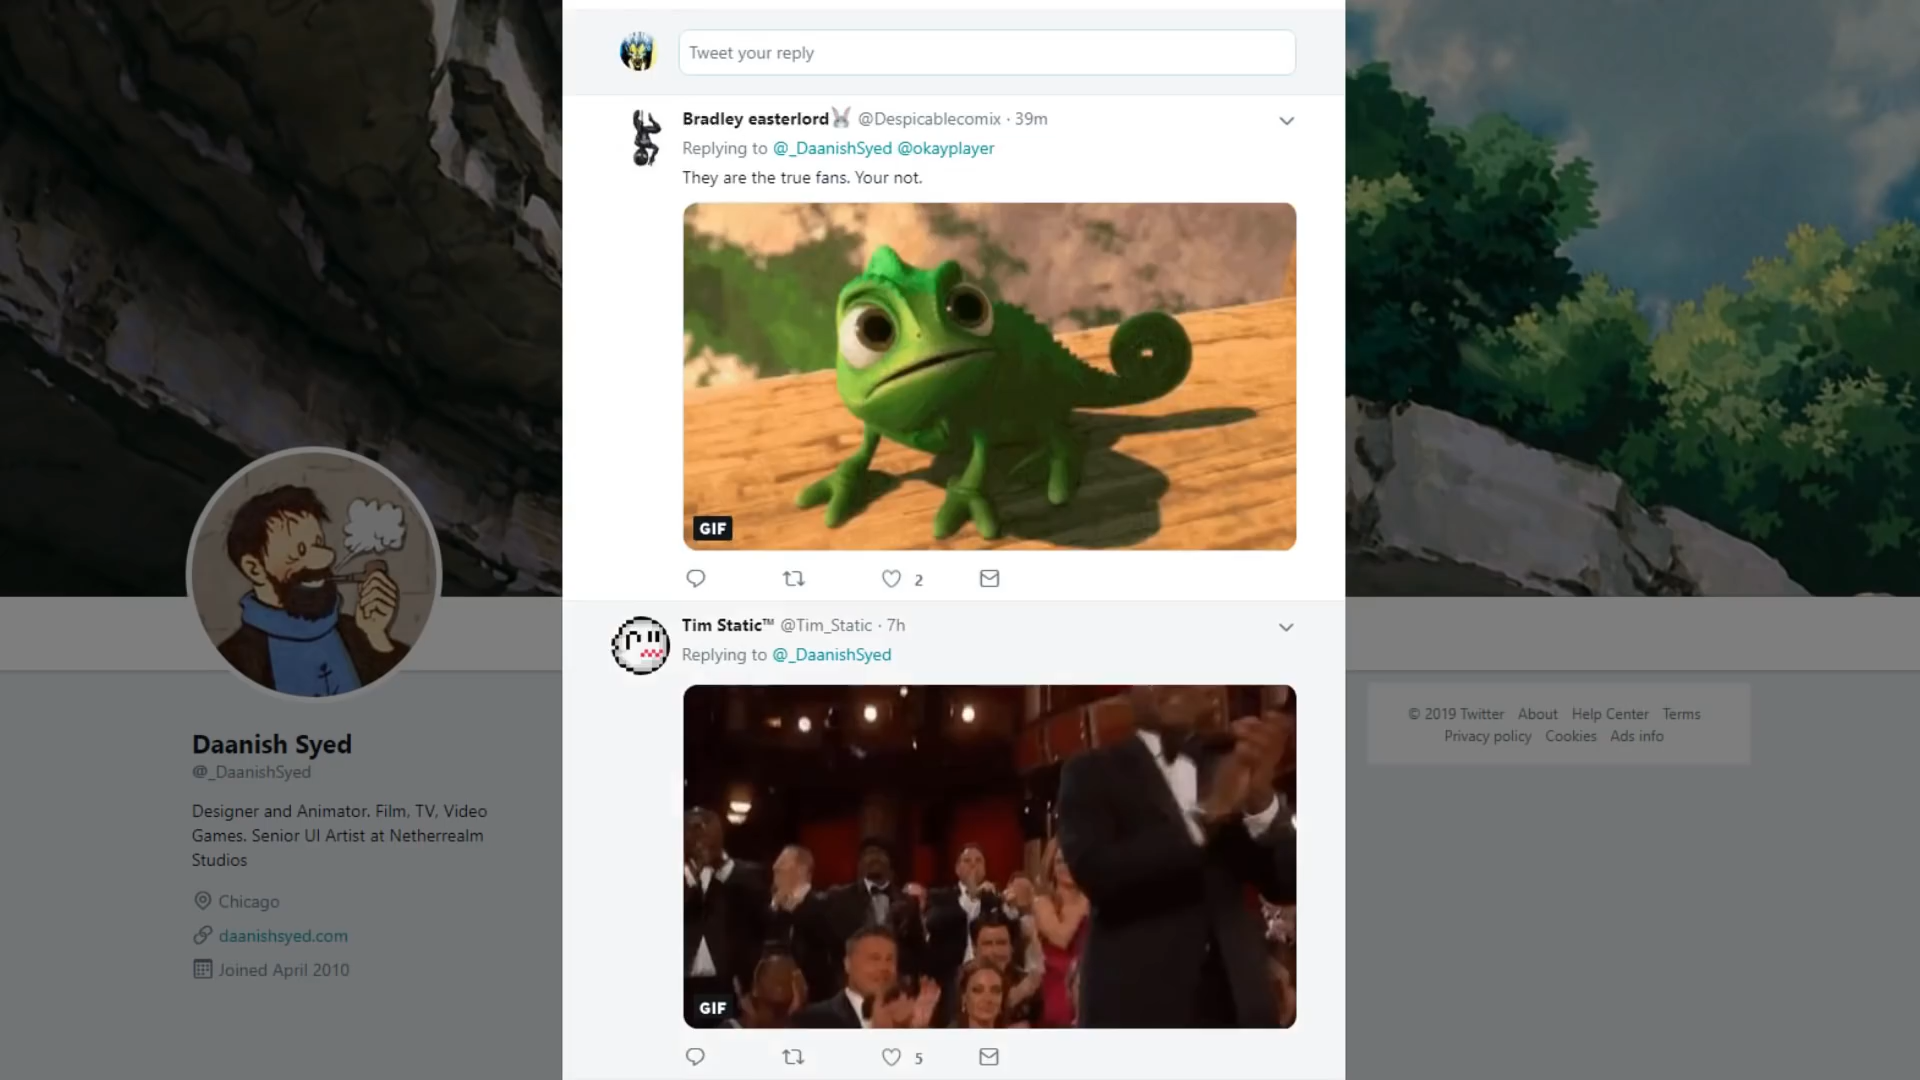 Tweet your reply
Bradley easterlord🐰 @Despicablecomix · 39m
Replying to @_DaanishSyed @okayplayer
They are the true fans. Your not.
GIF
2
Tim Static™ @Tim_Static · 7h
Replying to @_DaanishSyed
GIF
5
Daanish Syed
@_DaanishSyed
Designer and Animator. Film, TV, Video
Games. Senior UI Artist at Netherrealm
Studios
Chicago
daanishsyed.com
Joined April 2010
© 2019 Twitter About Help Center Terms
Privacy policy Cookies Ads info